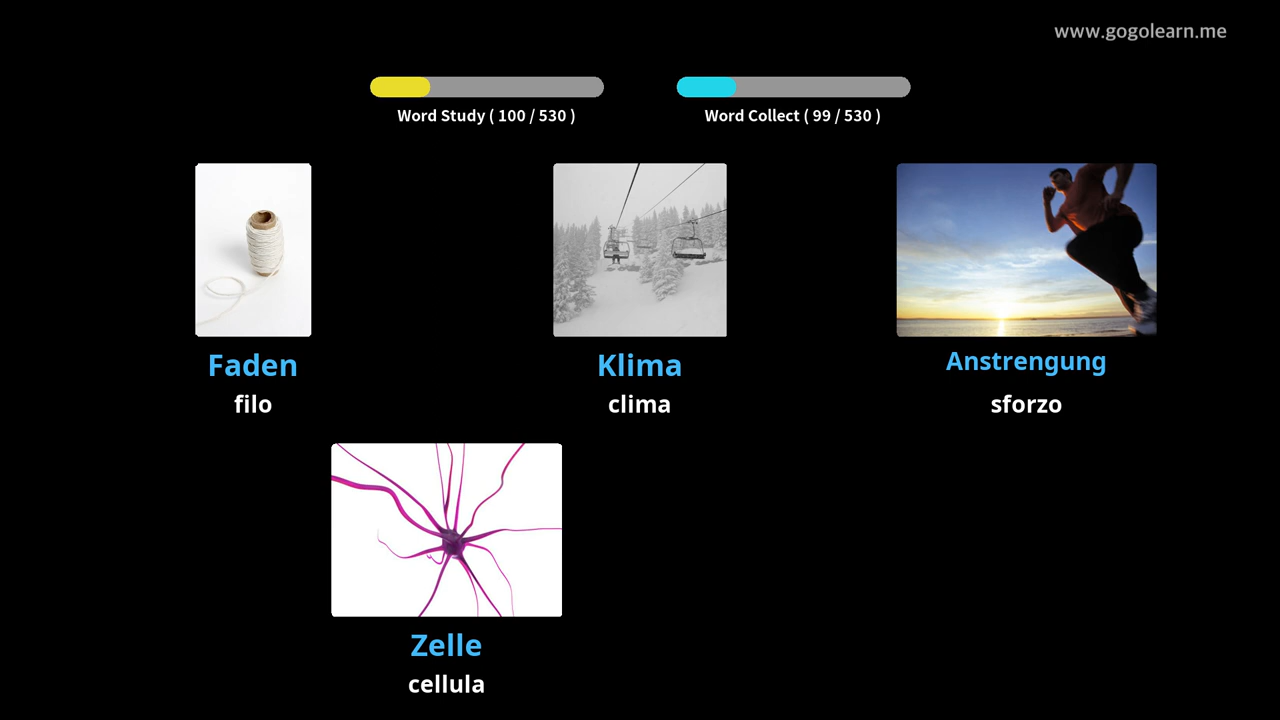 www.gogolearn.me
Word Study ( 100 / 530 )
Word Collect ( 99 / 530 )
Faden
filo
Klima
clima
Anstrengung
sforzo
Zelle
cellula